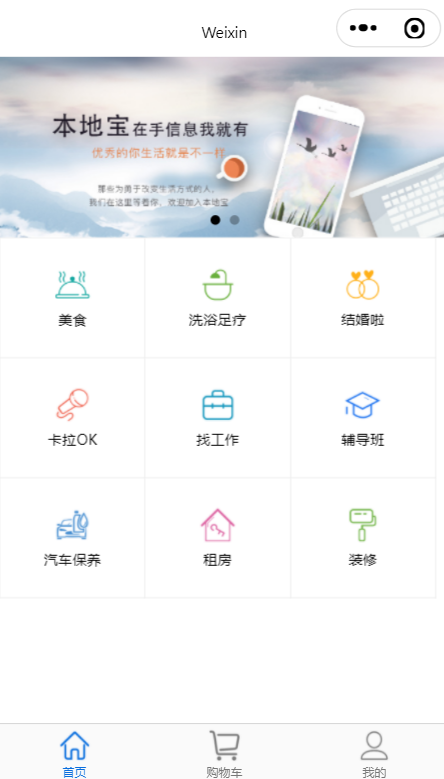 Weixin
本地宝在手信息我就有
优秀的你生活就是不一样
那些为勇于改变生活方式的人，
我们在这里等着你，欢迎加入本地宝
美食
洗浴足疗
结婚啦
卡拉OK
找工作
辅导班
汽车保养
租房
装修
首页
购物车
我的